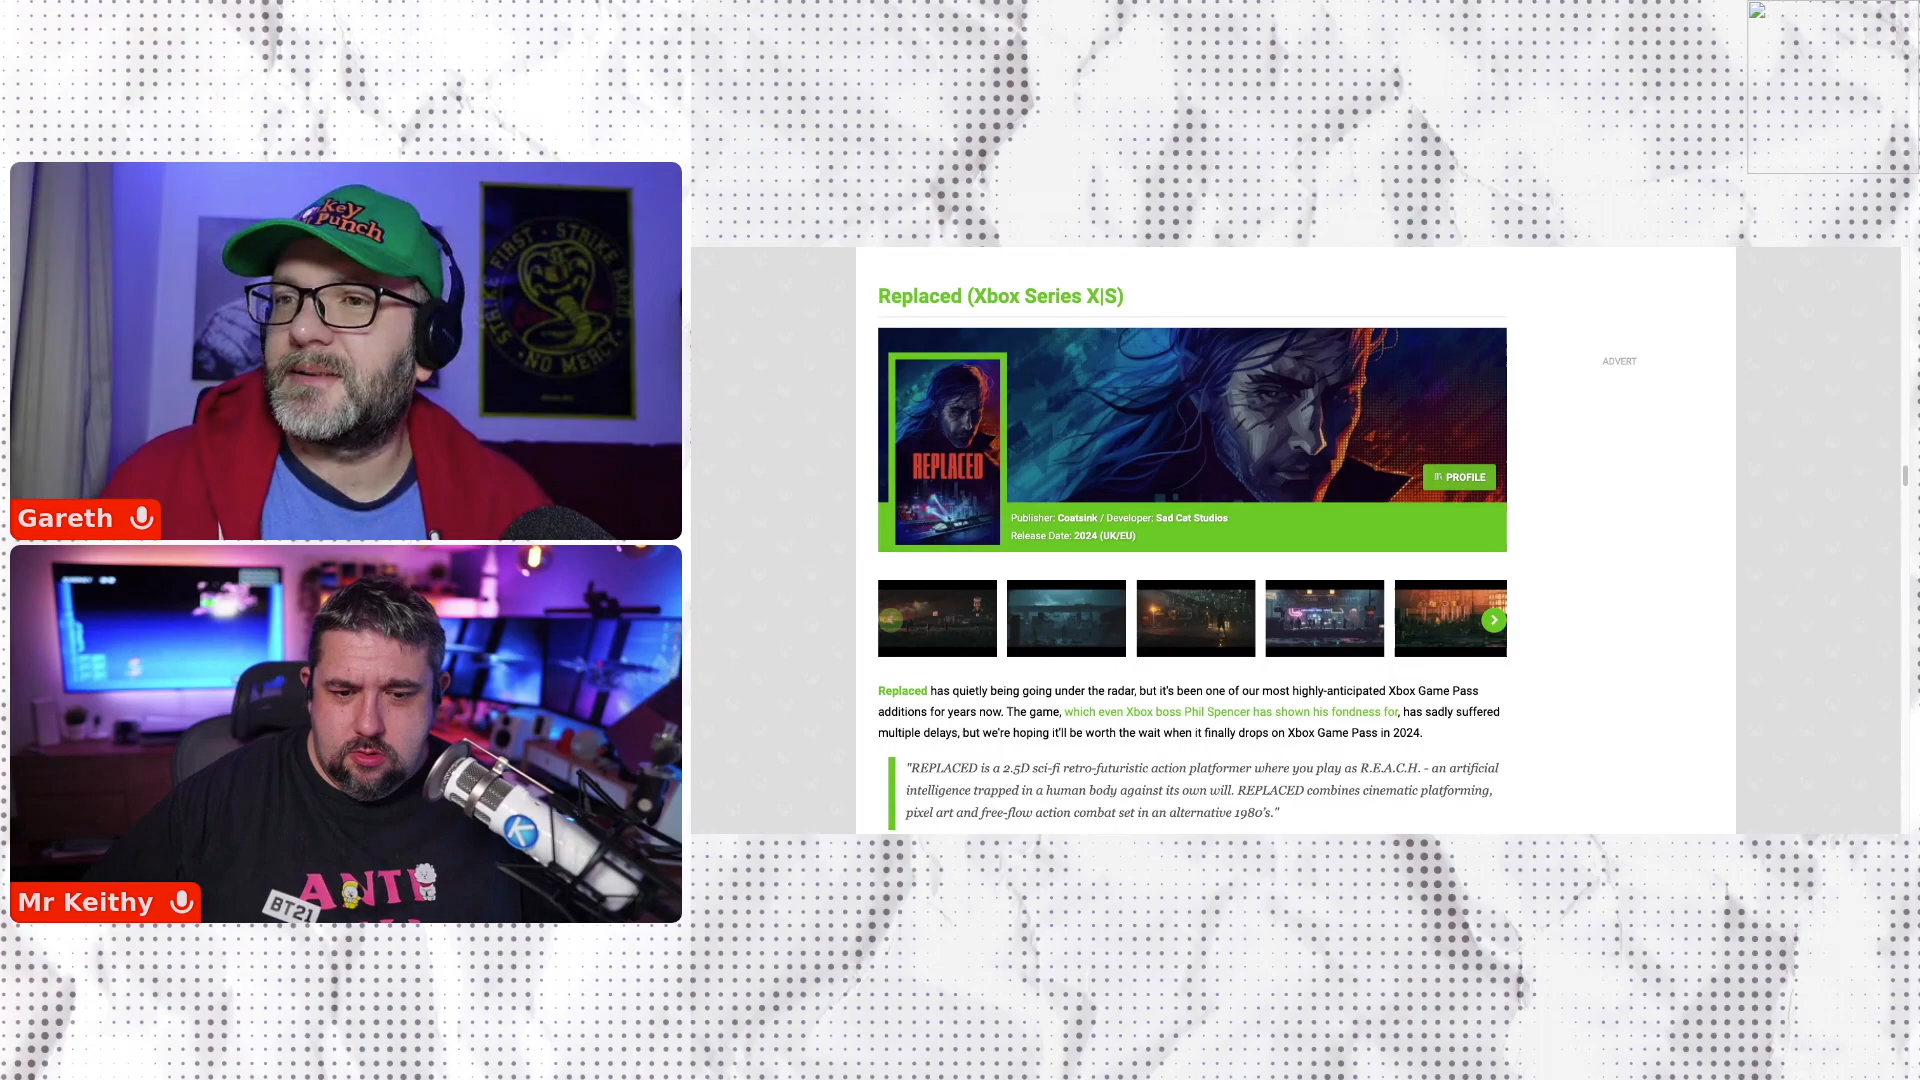 Key
Punch
STRIKE FIRST · STRIKE HARD
· NO MERCY ·
Gareth
BT21
Mr Keithy
Replaced (Xbox Series X|S)
ADVERT
REPLACED
PROFILE
Publisher: Coatsink / Developer: Sad Cat Studios
Release Date: 2024 (UK/EU)
Replaced has quietly being going under the radar, but it's been one of our most highly-anticipated Xbox Game Pass
additions for years now. The game, which even Xbox boss Phil Spencer has shown his fondness for, has sadly suffered
multiple delays, but we're hoping it'll be worth the wait when it finally drops on Xbox Game Pass in 2024.
"REPLACED is a 2.5D sci-fi retro-futuristic action platformer where you play as R.E.A.C.H. - an artificial
intelligence trapped in a human body against its own will. REPLACED combines cinematic platforming,
pixel art and free-flow action combat set in an alternative 1980's."